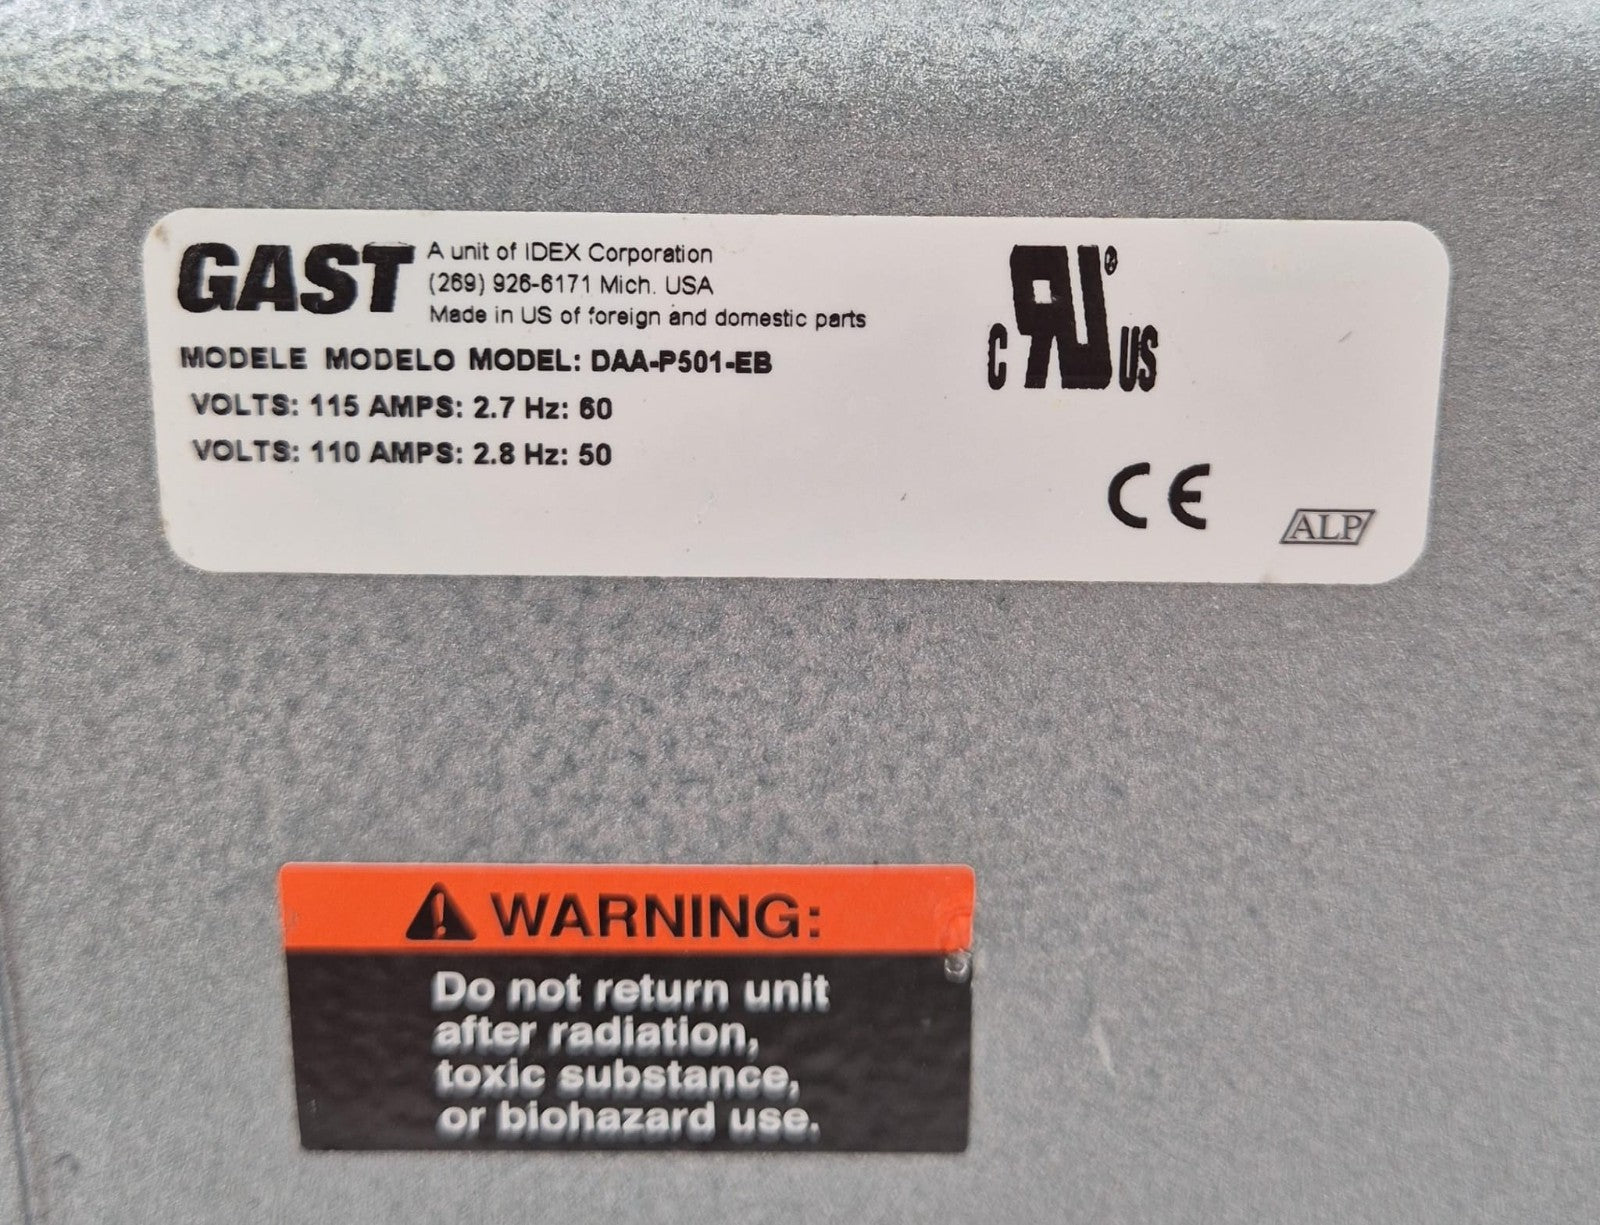 GAST
A unit of IDEX Corporation
(269) 926-6171 Mich. USA
Made in US of foreign and domestic parts
MODELE MODELO MODEL: DAA-P501-EB
VOLTS: 115 AMPS: 2.7 Hz: 60
VOLTS: 110 AMPS: 2.8 Hz: 50
C RU® US
CE
ALP
WARNING:
Do not return unit
after radiation,
toxic substance,
or biohazard use.